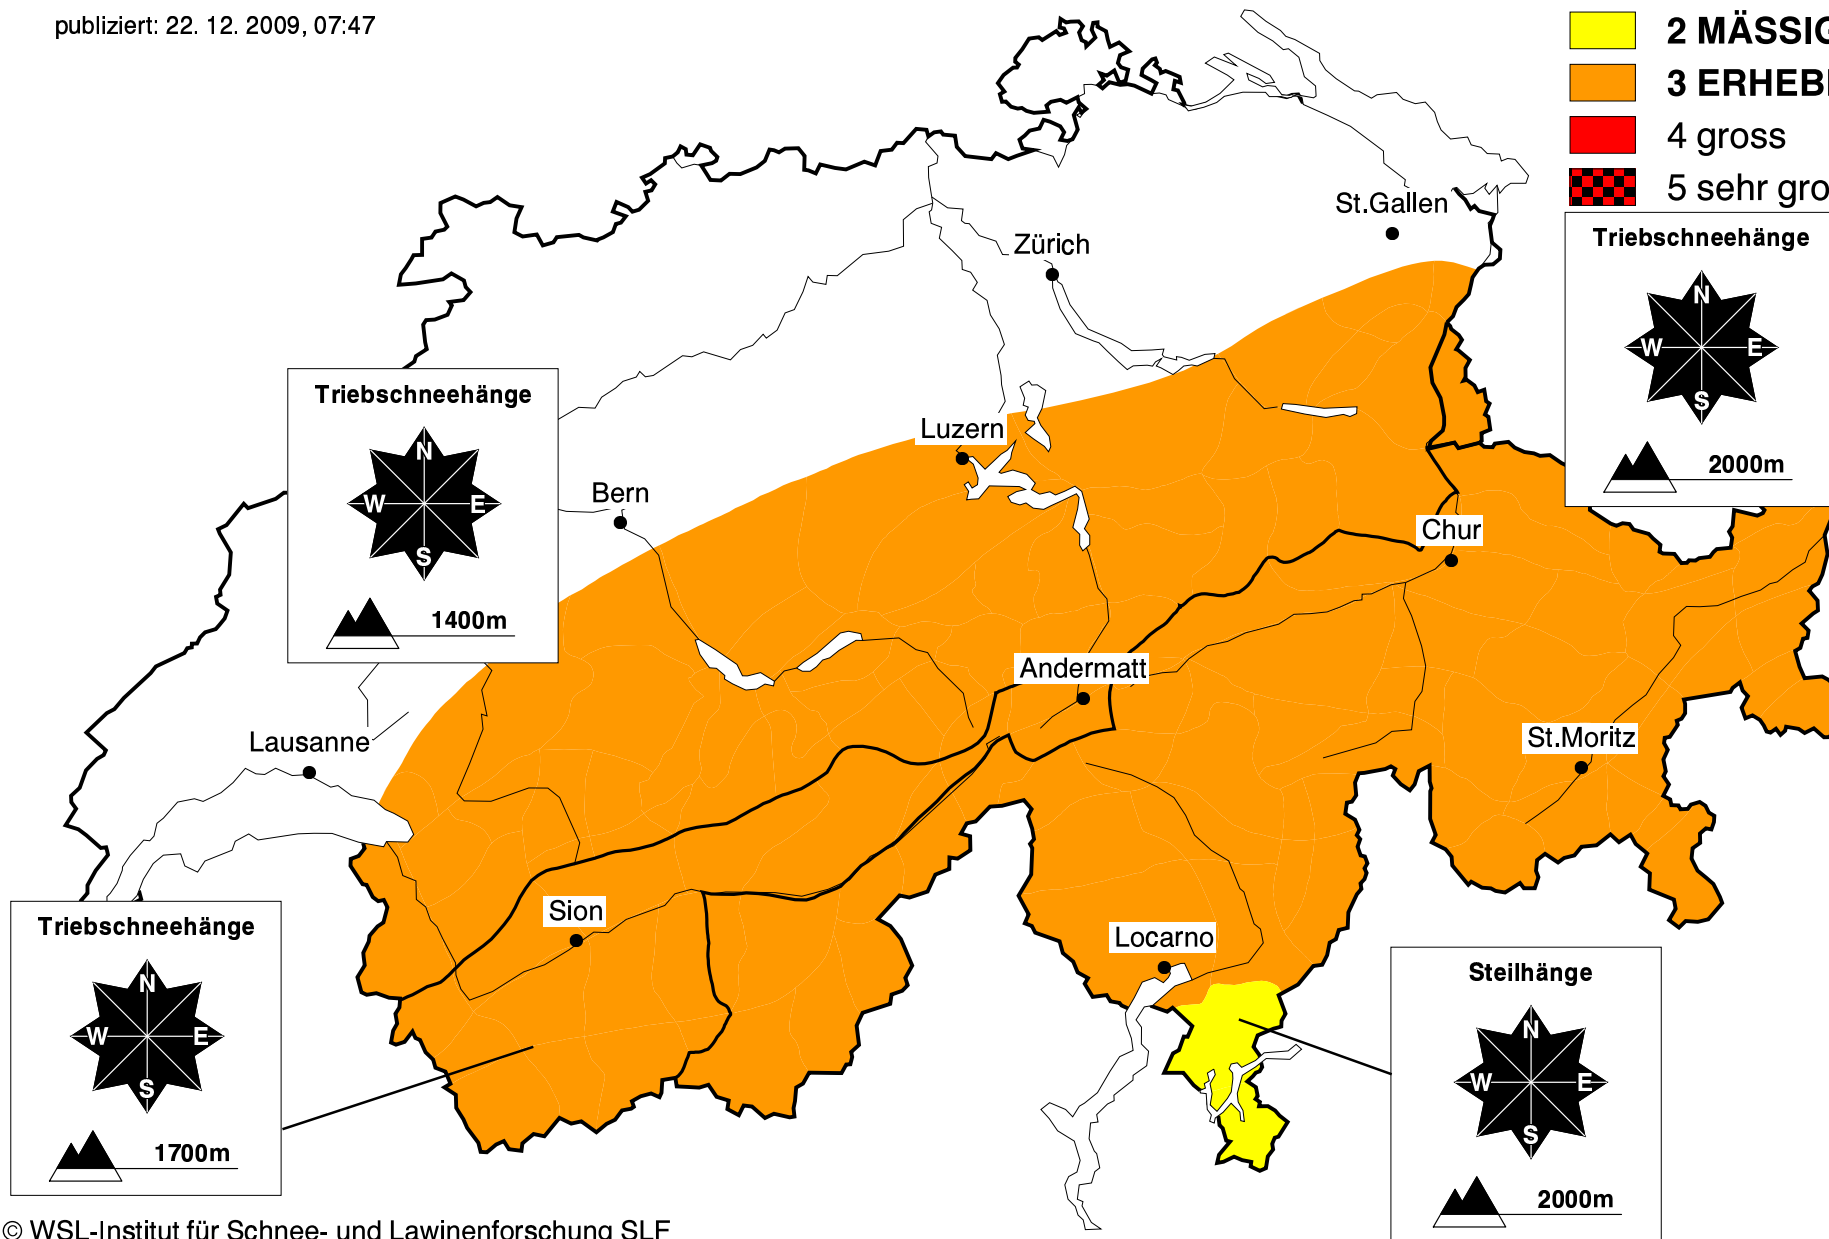 publiziert: 22. 12. 2009, 07:47
2 MÄSSIG
3 ERHEB
4 gross
5 sehr gro
Triebschneehänge
N
W E
S
2000m
St.Gallen
Zürich
Triebschneehänge
N
W E
S
1400m
Luzern
Bern
Chur
Andermatt
St.Moritz
Lausanne
Sion
Locarno
Triebschneehänge
N
W E
S
1700m
Steilhänge
N
W E
S
2000m
© WSL-Institut für Schnee- und Lawinenforschung SLF